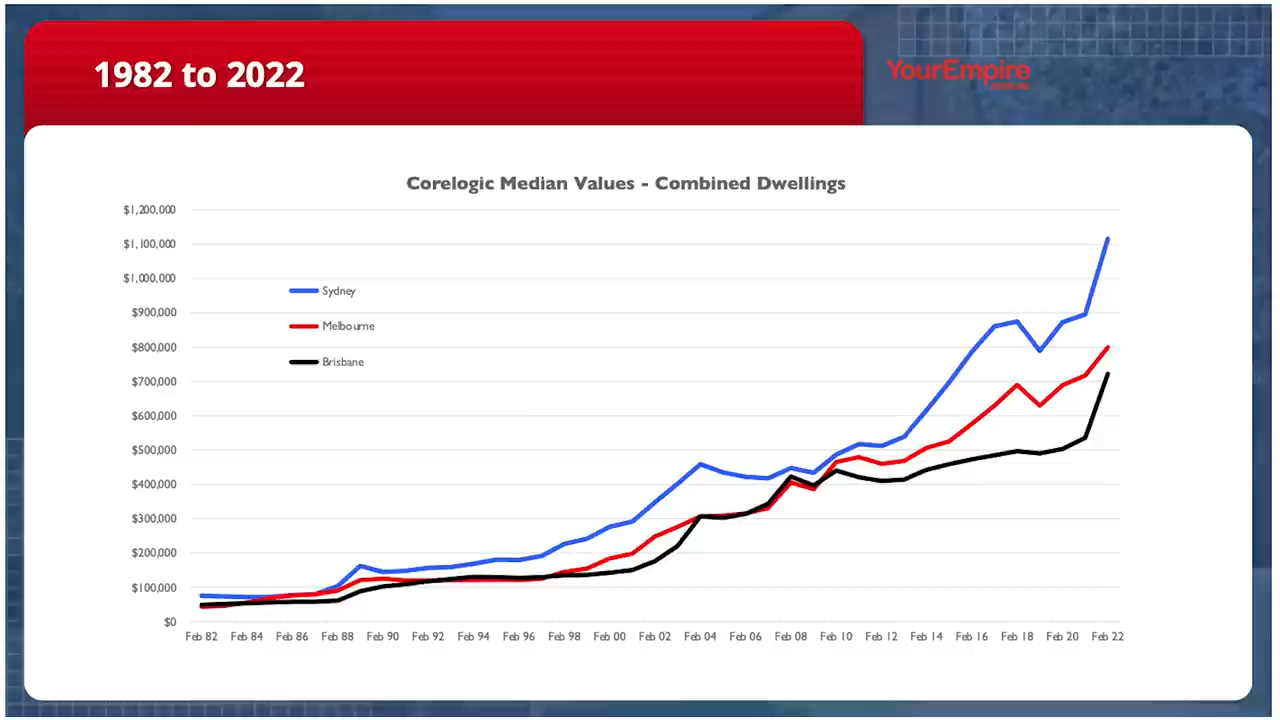 1982 to 2022
YourEmpire
Corelogic Median Values - Combined Dwellings
$1,200,000
$1,100,000
$1,000,000
$900,000
$800,000
$700,000
$600,000
$500,000
$400,000
$300,000
$200,000
$100,000
$0
Sydney
Melbourne
Brisbane
Feb 82 Feb 84 Feb 86 Feb 88 Feb 90 Feb 92 Feb 94 Feb 96 Feb 98 Feb 00 Feb 02 Feb 04 Feb 06 Feb 08 Feb 10 Feb 12 Feb 14 Feb 16 Feb 18 Feb 20 Feb 22